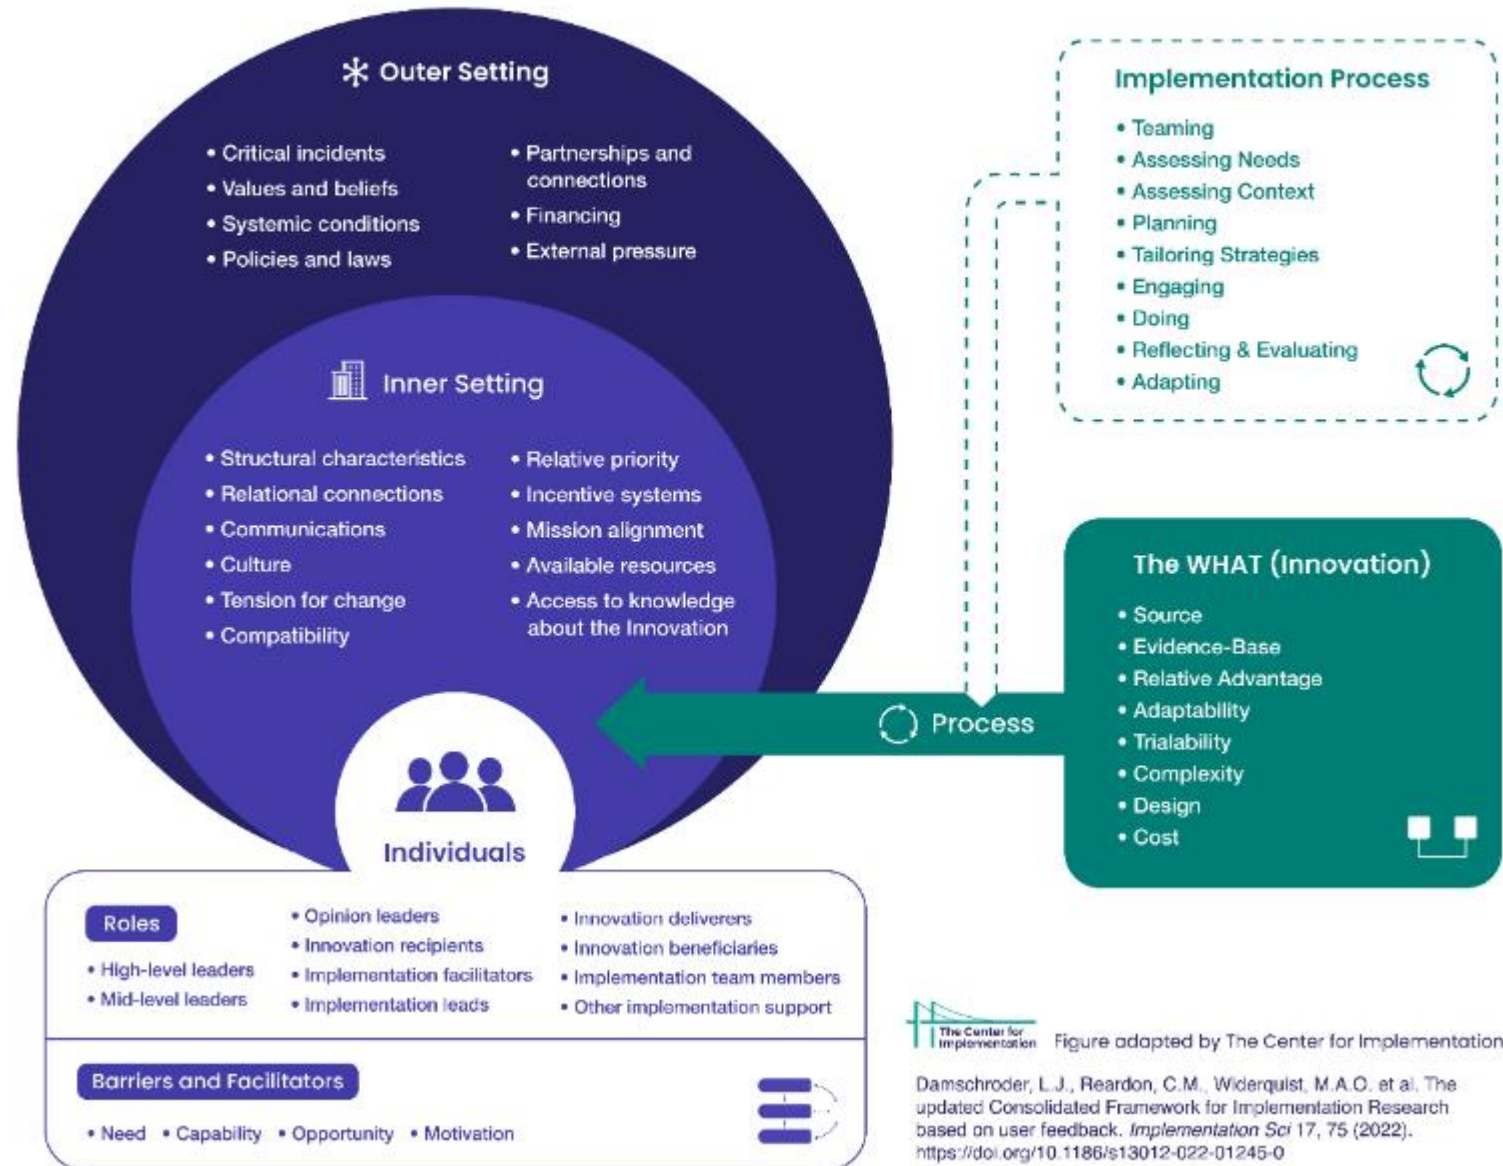 Outer Setting
• Critical incidents
• Values and beliefs
• Systemic conditions
• Policies and laws
• Partnerships and
connections
• Financing
• External pressure
Inner Setting
• Structural characteristics
• Relational connections
• Communications
• Culture
• Tension for change
• Compatibility
• Relative priority
• Incentive systems
• Mission alignment
• Available resources
• Access to knowledge
about the Innovation
Individuals
Roles
• High-level leaders
• Mid-level leaders
• Opinion leaders
• Innovation recipients
• Implementation facilitators
• Implementation leads
• Innovation deliverers
• Innovation beneficiaries
• Implementation team members
• Other implementation support
Barriers and Facilitators
• Need • Capability • Opportunity • Motivation
Implementation Process
• Teaming
• Assessing Needs
• Assessing Context
• Planning
• Tailoring Strategies
• Engaging
• Doing
• Reflecting & Evaluating
• Adapting
Process
The WHAT (Innovation)
• Source
• Evidence-Base
• Relative Advantage
• Adaptability
• Trialability
• Complexity
• Design
• Cost
The Center for
Implementation
Figure adapted by The Center for Implementation
Damschroder, L.J., Reardon, C.M., Widerquist, M.A.O. et al. The
updated Consolidated Framework for Implementation Research
based on user feedback. Implementation Sci 17, 75 (2022).
https://doi.org/10.1186/s13012-022-01245-0